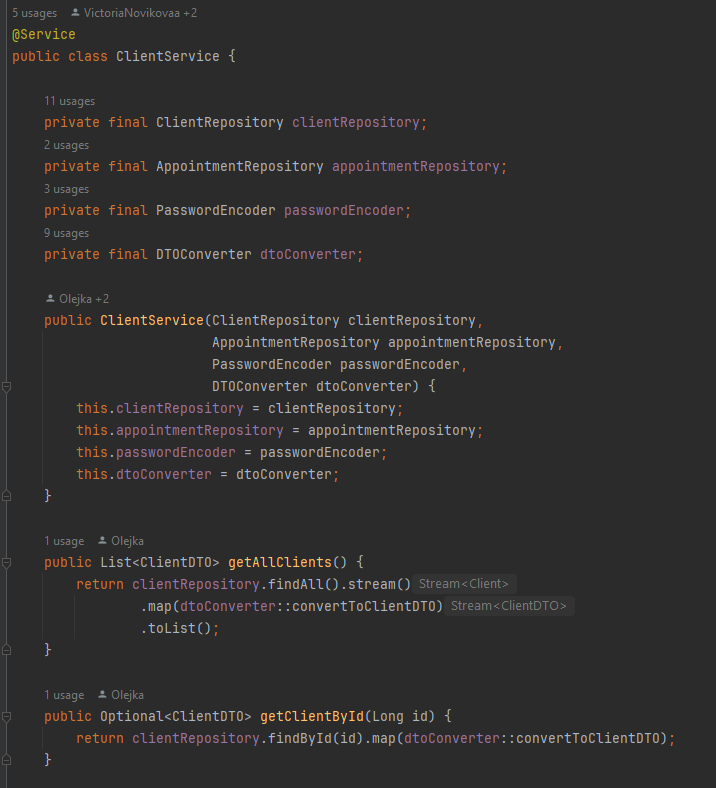 5 usages VictoriaNovikovaa +2
@Service
public class ClientService {
11 usages
private final ClientRepository clientRepository;
2 usages
private final AppointmentRepository appointmentRepository;
3 usages
private final PasswordEncoder passwordEncoder;
9 usages
private final DTOConverter dtoConverter;
Olejka +2
public ClientService(ClientRepository clientRepository,
AppointmentRepository appointmentRepository,
PasswordEncoder passwordEncoder,
DTOConverter dtoConverter) {
this.clientRepository = clientRepository;
this.appointmentRepository = appointmentRepository;
this.passwordEncoder = passwordEncoder;
this.dtoConverter = dtoConverter;
}
1 usage Olejka
public List<ClientDTO> getAllClients() {
return clientRepository.findAll().stream() Stream<Client>
.map(dtoConverter::convertToClientDTO) Stream<ClientDTO>
.toList();
}
1 usage Olejka
public Optional<ClientDTO> getClientById(Long id) {
return clientRepository.findById(id).map(dtoConverter::convertToClientDTO);
}